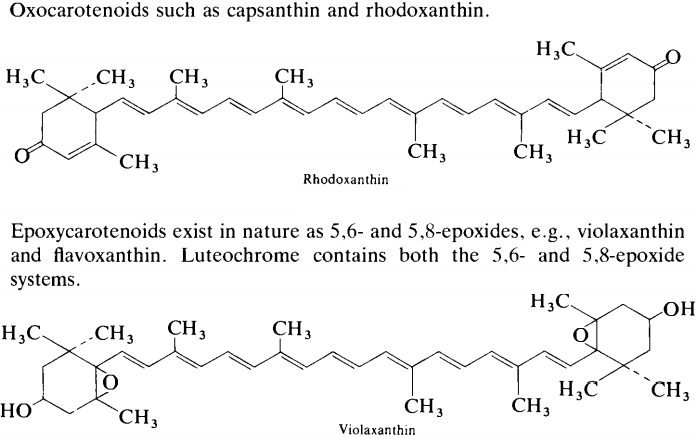 Oxocarotenoids such as capsanthin and rhodoxanthin.
H₃C
CH₃
CH₃
CH₃
H₃C
O
CH₃
O
CH₃
CH₃
H₃C
CH₃
Rhodoxanthin
Epoxycarotenoids exist in nature as 5,6- and 5,8-epoxides, e.g., violaxanthin
and flavoxanthin. Luteochrome contains both the 5,6- and 5,8-epoxide
systems.
H₃C
CH₃
CH₃
CH₃
H₃C
OH
O
O
HO
CH₃
CH₃
CH₃
H₃C
CH₃
Violaxanthin